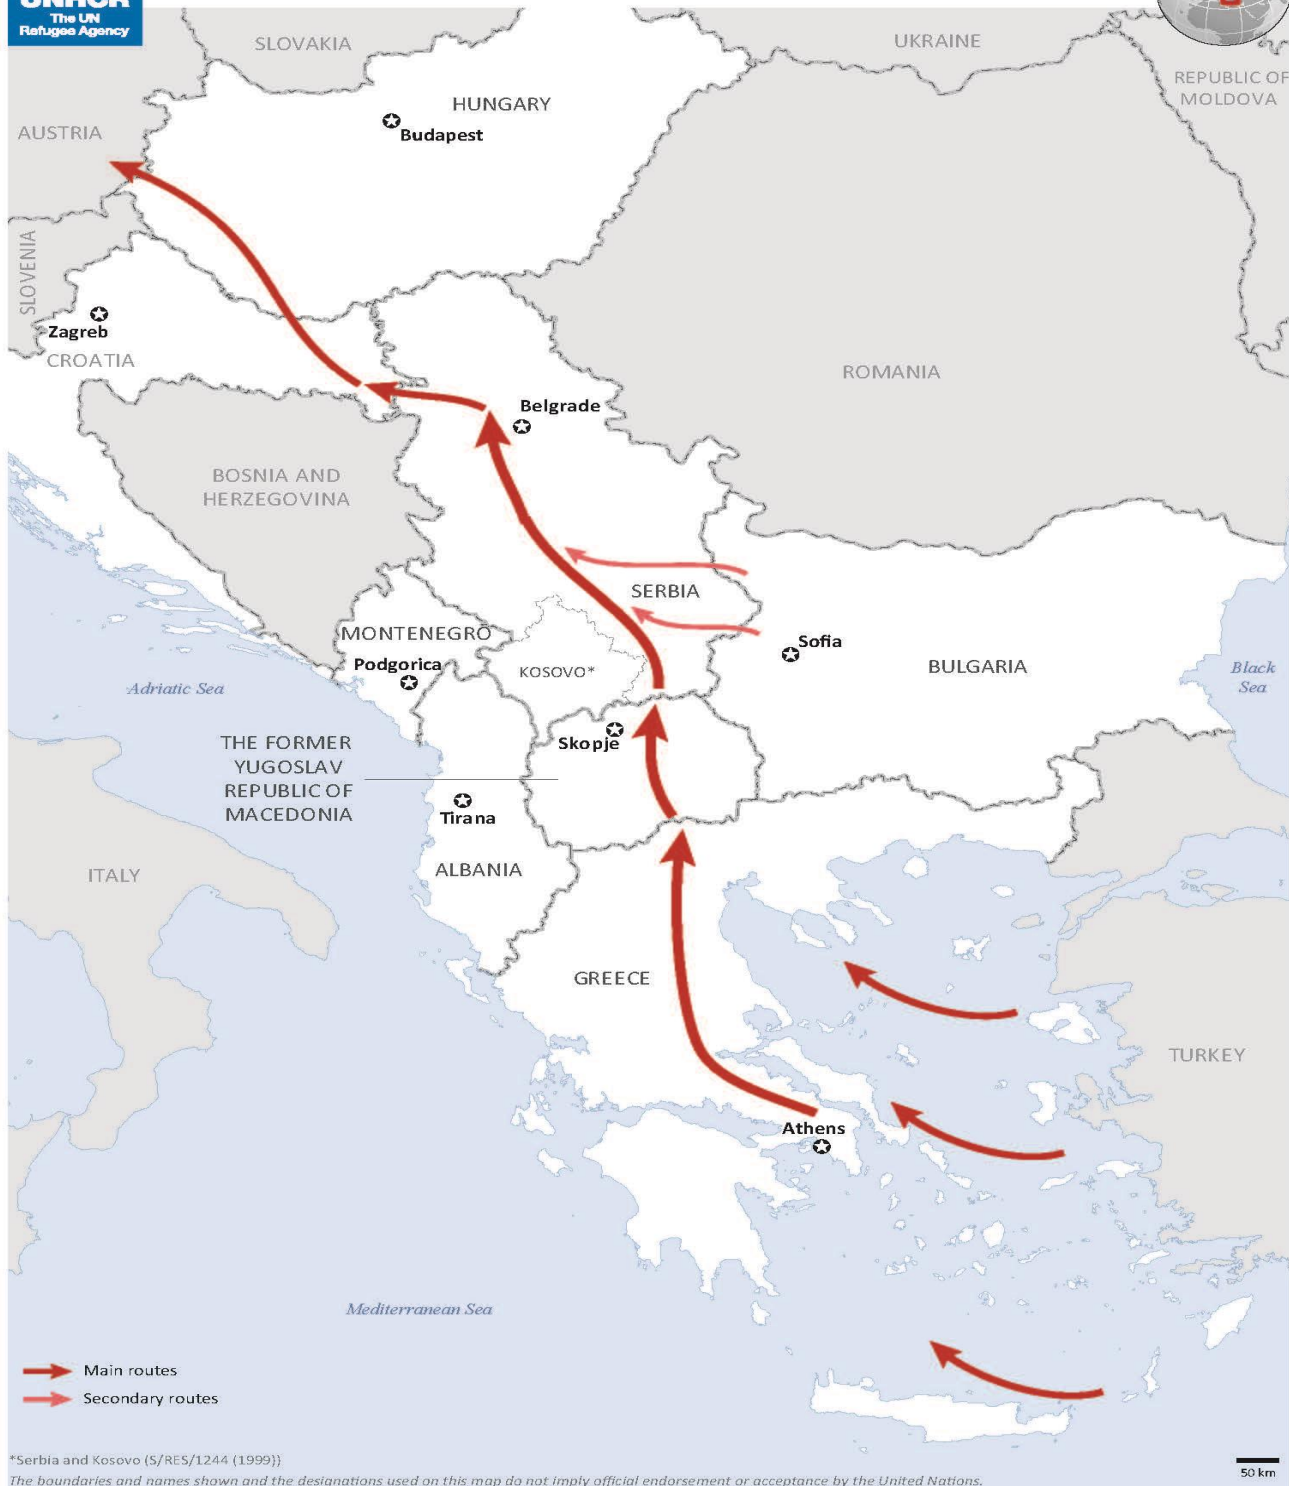 UNHCR
The UN
Refugee Agency
SLOVAKIA
UKRAINE
REPUBLIC OF
MOLDOVA
HUNGARY
Budapest
AUSTRIA
SLOVENIA
Zagreb
CROATIA
ROMANIA
Belgrade
BOSNIA AND
HERZEGOVINA
SERBIA
MONTENEGRO
Podgorica
KOSOVO*
Sofia
BULGARIA
Black
Sea
Adriatic Sea
Skopje
THE FORMER
YUGOSLAV
REPUBLIC OF
MACEDONIA
Tirana
ALBANIA
ITALY
GREECE
TURKEY
Athens
Mediterranean Sea
Main routes
Secondary routes
*Serbia and Kosovo (S/RES/1244 (1999))
The boundaries and names shown and the designations used on this map do not imply official endorsement or acceptance by the United Nations.
50 km